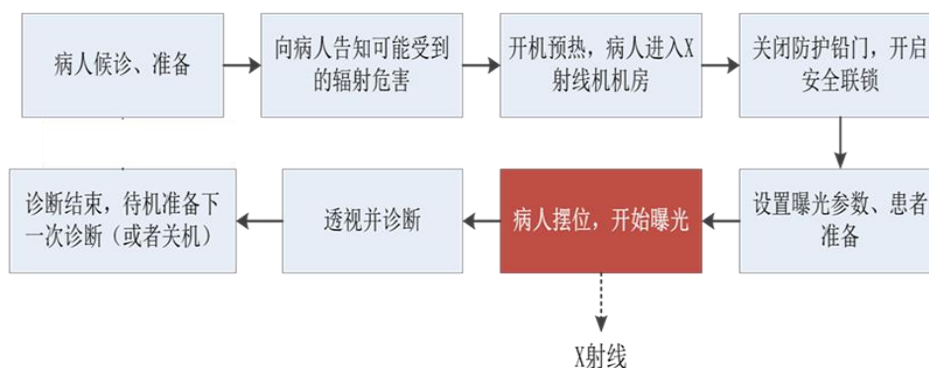 病人候诊、准备
向病人告知可能受到
的辐射危害
开机预热，病人进入X
射线机机房
关闭防护铅门，开启
安全联锁
设置曝光参数、患者
准备
病人摆位，开始曝光
透视并诊断
诊断结束，待机准备下
一次诊断（或者关机）
X射线